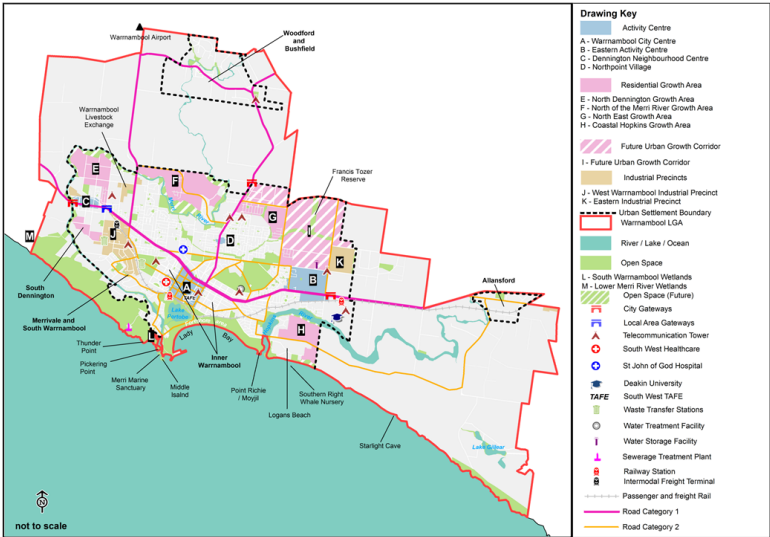 Warrnambool Airport
Woodford
and
Bushfield
Warrnambool
Livestock
Exchange
Francis Tozer
Reserve
E
F
C
G
I
D
J
M
K
B
A
TAFE
H
L
Merri
River
South
Dennington
Merrivale and
South Warrnambool
Lake
Pertobe
Lady
Bay
Inner
Warrnambool
Allansford
Thunder
Point
Pickering
Point
Merri Marine
Sanctuary
Middle
Isalnd
Point Richie
/ Moyjil
Southern Right
Whale Nursery
Logans Beach
Starlight Cave
Lake Gillear
N
not to scale
Drawing Key
Activity Centre
A - Warrnambool City Centre
B - Eastern Activity Centre
C - Dennington Neighbourhood Centre
D - Northpoint Village
Residential Growth Area
E - North Dennington Growth Area
F - North of the Merri River Growth Area
G - North East Growth Area
H - Coastal Hopkins Growth Area
Future Urban Growth Corridor
I - Future Urban Growth Corridor
Industrial Precincts
J - West Warrnambool Industrial Precinct
K - Eastern Industrial Precinct
Urban Settlement Boundary
Warrnambool LGA
River / Lake / Ocean
Open Space
L - South Warrnambool Wetlands
M - Lower Merri River Wetlands
Open Space (Future)
City Gateways
Local Area Gateways
Telecommunication Tower
South West Healthcare
St John of God Hospital
Deakin University
TAFE South West TAFE
Waste Transfer Stations
Water Treatment Facility
Water Storage Facility
Sewerage Treatment Plant
Railway Station
Intermodal Freight Terminal
Passenger and freight Rail
Road Category 1
Road Category 2